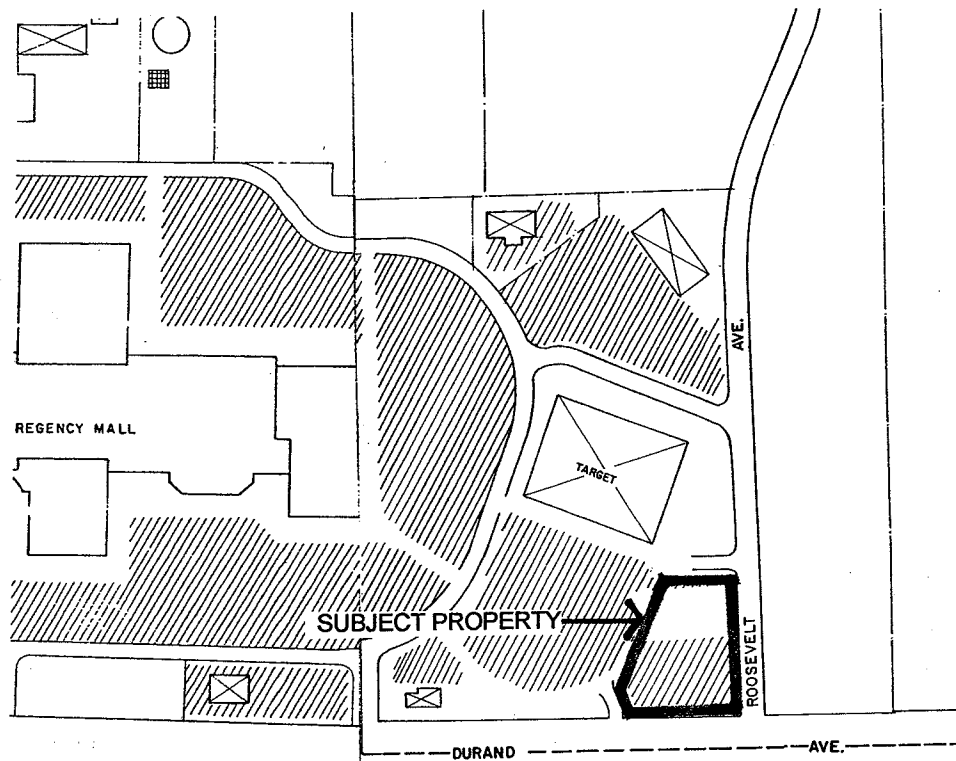 AVE.
REGENCY MALL
TARGET
SUBJECT PROPERTY
ROOSEVELT
DURAND AVE.